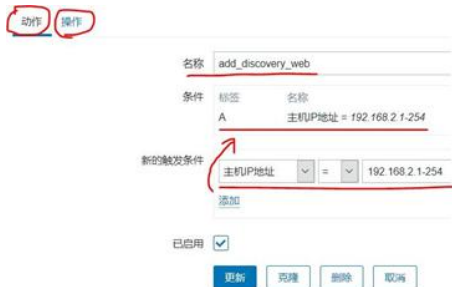 动作 操作
名称 add_discovery_web
条件 标签 名称
A 主机IP地址 = 192.168.2.1-254
新的触发条件
主机IP地址 = 192.168.2.1-254
添加
已启用
更新 克隆 删除 取消